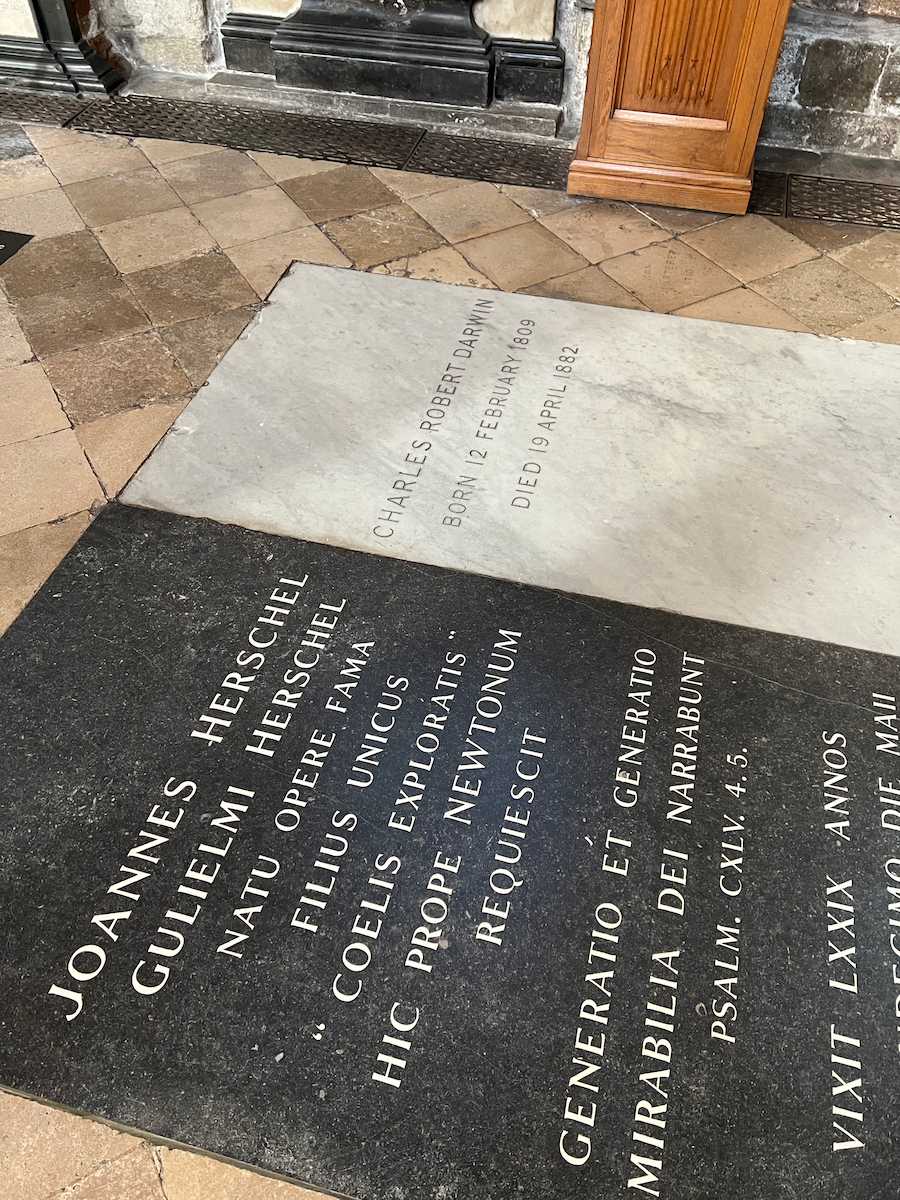 CHARLES ROBERT DARWIN
BORN 12 FEBRUARY 1809
DIED 19 APRIL 1882.
JOANNES HERSCHEL
GULIELMI HERSCHEL
NATU OPERE FAMA
FILIUS UNICUS
“COELIS EXPLORATIS“
HIC PROPE NEWTONUM
REQUIESCIT
GENERATIO ET GENERATIO
MIRABILIA DEI NARRABUNT
PSALM. CXLV. 4.5.
VIXIT LXXIX ANNOS
DIE MAII